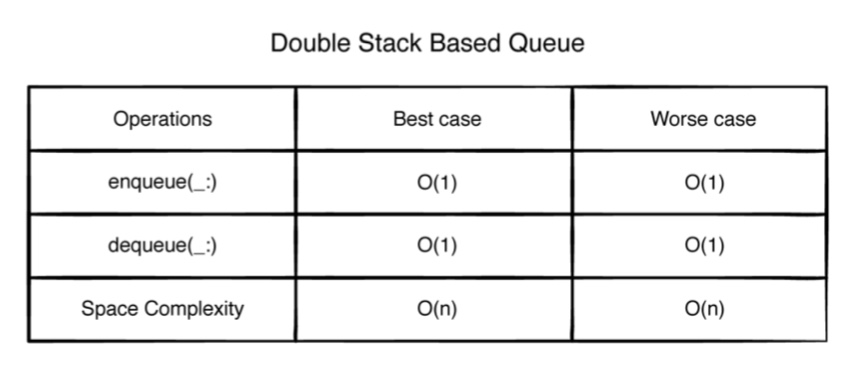 Double Stack Based Queue
Operations Best case Worse case
enqueue(_:) O(1) O(1)
dequeue(_:) O(1) O(1)
Space Complexity O(n) O(n)